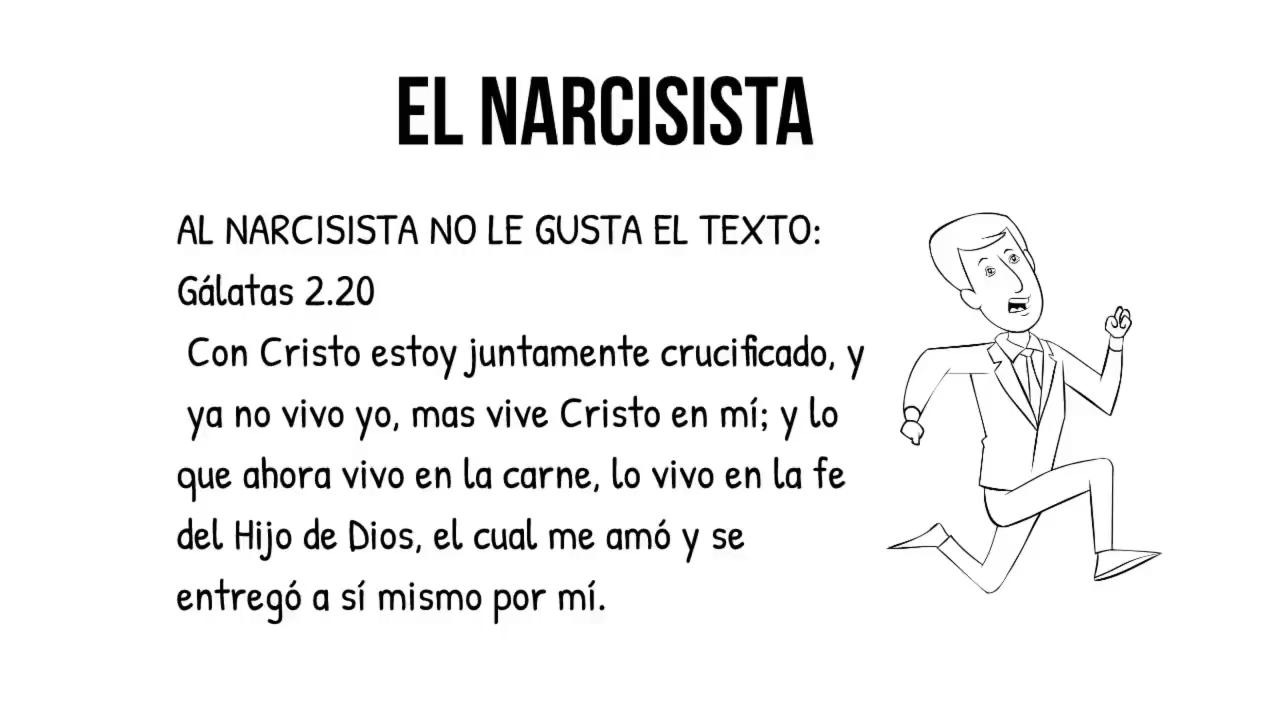 EL NARCISISTA
AL NARCISISTA NO LE GUSTA EL TEXTO:
Gálatas 2.20
Con Cristo estoy juntamente crucificado, y
ya no vivo yo, mas vive Cristo en mí; y lo
que ahora vivo en la carne, lo vivo en la fe
del Hijo de Dios, el cual me amó y se
entregó a sí mismo por mí.